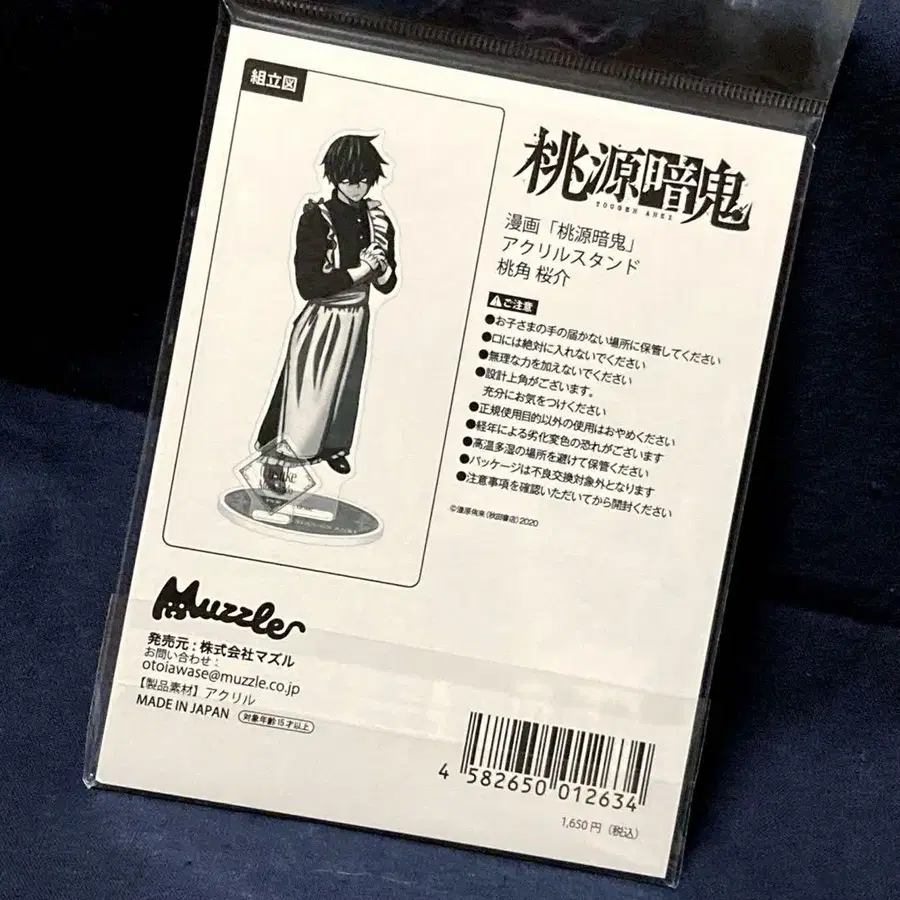 組立図
桃源暗鬼
TOUGEN ANKI
漫画「桃源暗鬼」
アクリルスタンド
桃角 桜介
ご注意
●お子さまの手の届かない場所に保管してください
●口には絶対に入れないでください
●無理な力を加えないでください
●設計上角がございます。
充分にお気をつけください
●正規使用目的以外の使用はおやめください
●経年による劣化変色の恐れがございます
●高温多湿の場所を避けて保管ください
●パッケージは不良交換対象外となります
●注意事項を確認いただいてから開封ください
©漆原侑来(秋田書店)2020
Muzzle
発売元:株式会社マズル
お問い合わせ:
otoiawase@muzzle.co.jp
【製品素材】アクリル
MADE IN JAPAN 対象年齢15才以上
4 582650 012634
1,650円(税込)